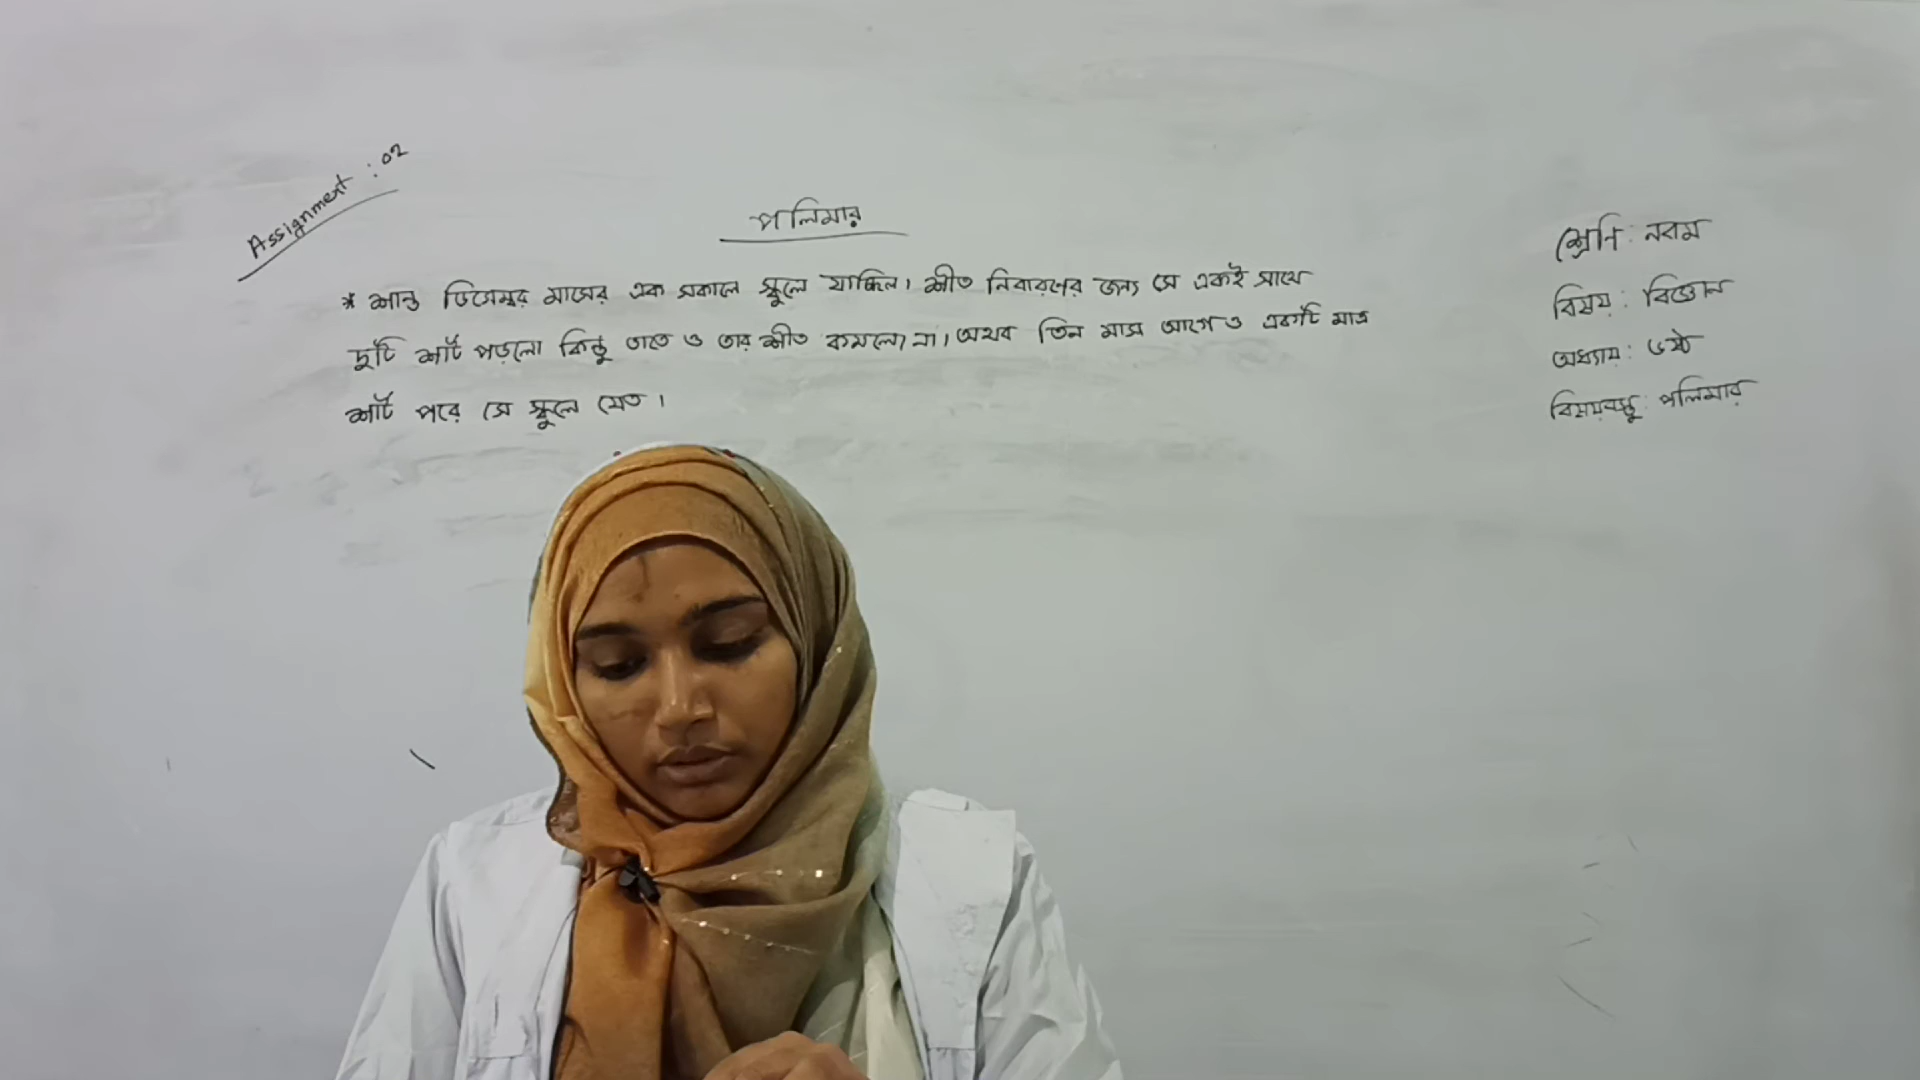 Assignment : 02
পলিমার
* শান্ত ডিসেম্বর মাসের এক সকালে স্কুলে যাচ্ছিল। শীত নিবারণের জন্য সে একই সাথে
দুটি শার্ট পড়লো কিন্তু তাতে ও তার শীত কমলো না। অথব তিন মাস আগে ও একটি মাত্র
শার্ট পরে সে স্কুলে যেত।
শ্রেণি : নবম
বিষয় : বিজ্ঞান
অধ্যায় : ৬ষ্ঠ
বিষয়বস্তু : পলিমার